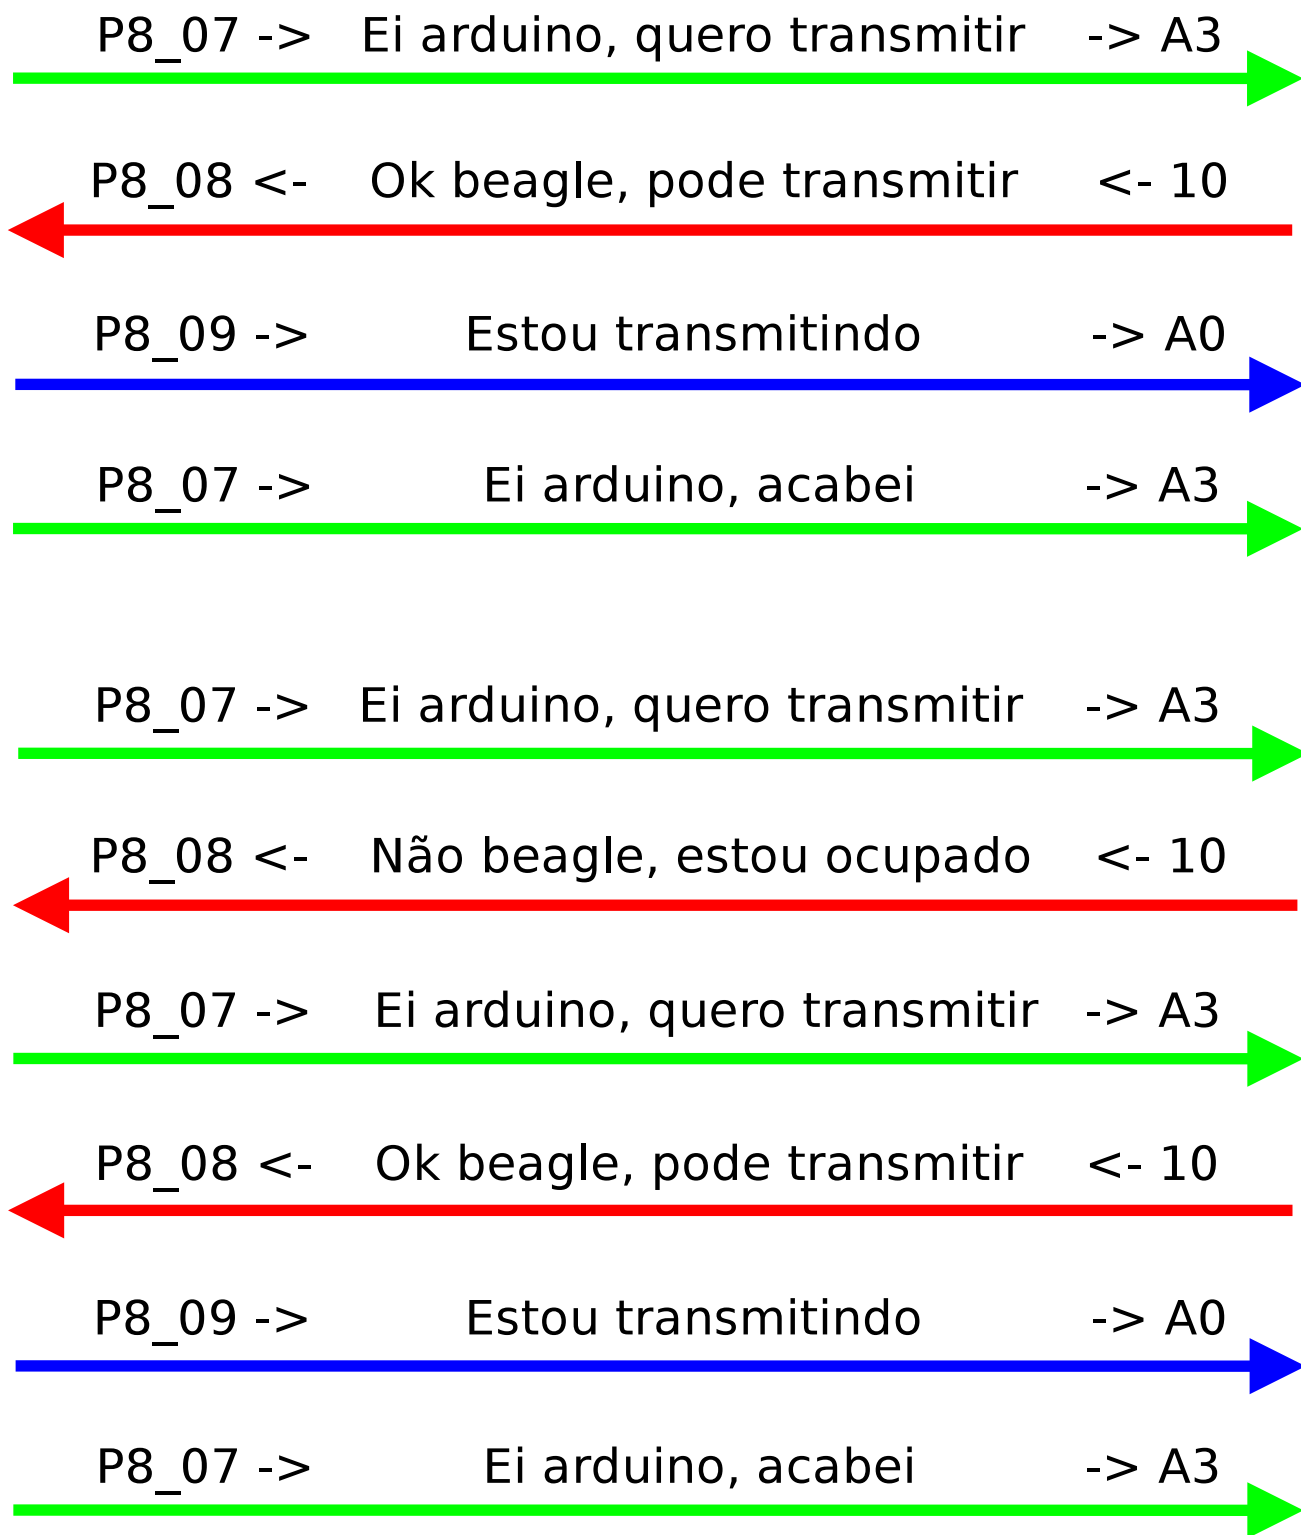 P8_07 -> Ei arduino, quero transmitir -> A3
P8_08 <- Ok beagle, pode transmitir <- 10
P8_09 -> Estou transmitindo -> A0
P8_07 -> Ei arduino, acabei -> A3
P8_07 -> Ei arduino, quero transmitir -> A3
P8_08 <- Não beagle, estou ocupado <- 10
P8_07 -> Ei arduino, quero transmitir -> A3
P8_08 <- Ok beagle, pode transmitir <- 10
P8_09 -> Estou transmitindo -> A0
P8_07 -> Ei arduino, acabei -> A3